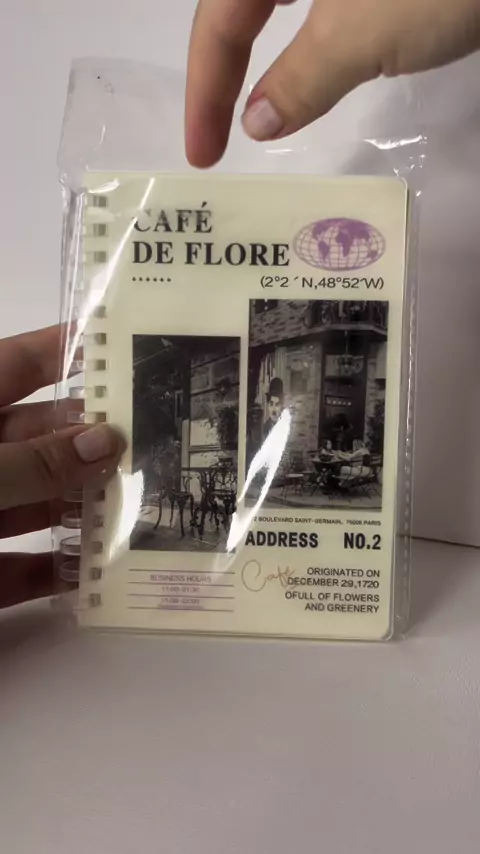 CAFÉ
DE FLORE
(2°2 ´N,48°52´W)
2 BOULEVARD SAINT-GERMAIN, 75006 PARIS
ADDRESS NO.2
BUSINESS HOURS
Café
ORIGINATED ON
DECEMBER 29,1720
OFULL OF FLOWERS
AND GREENERY